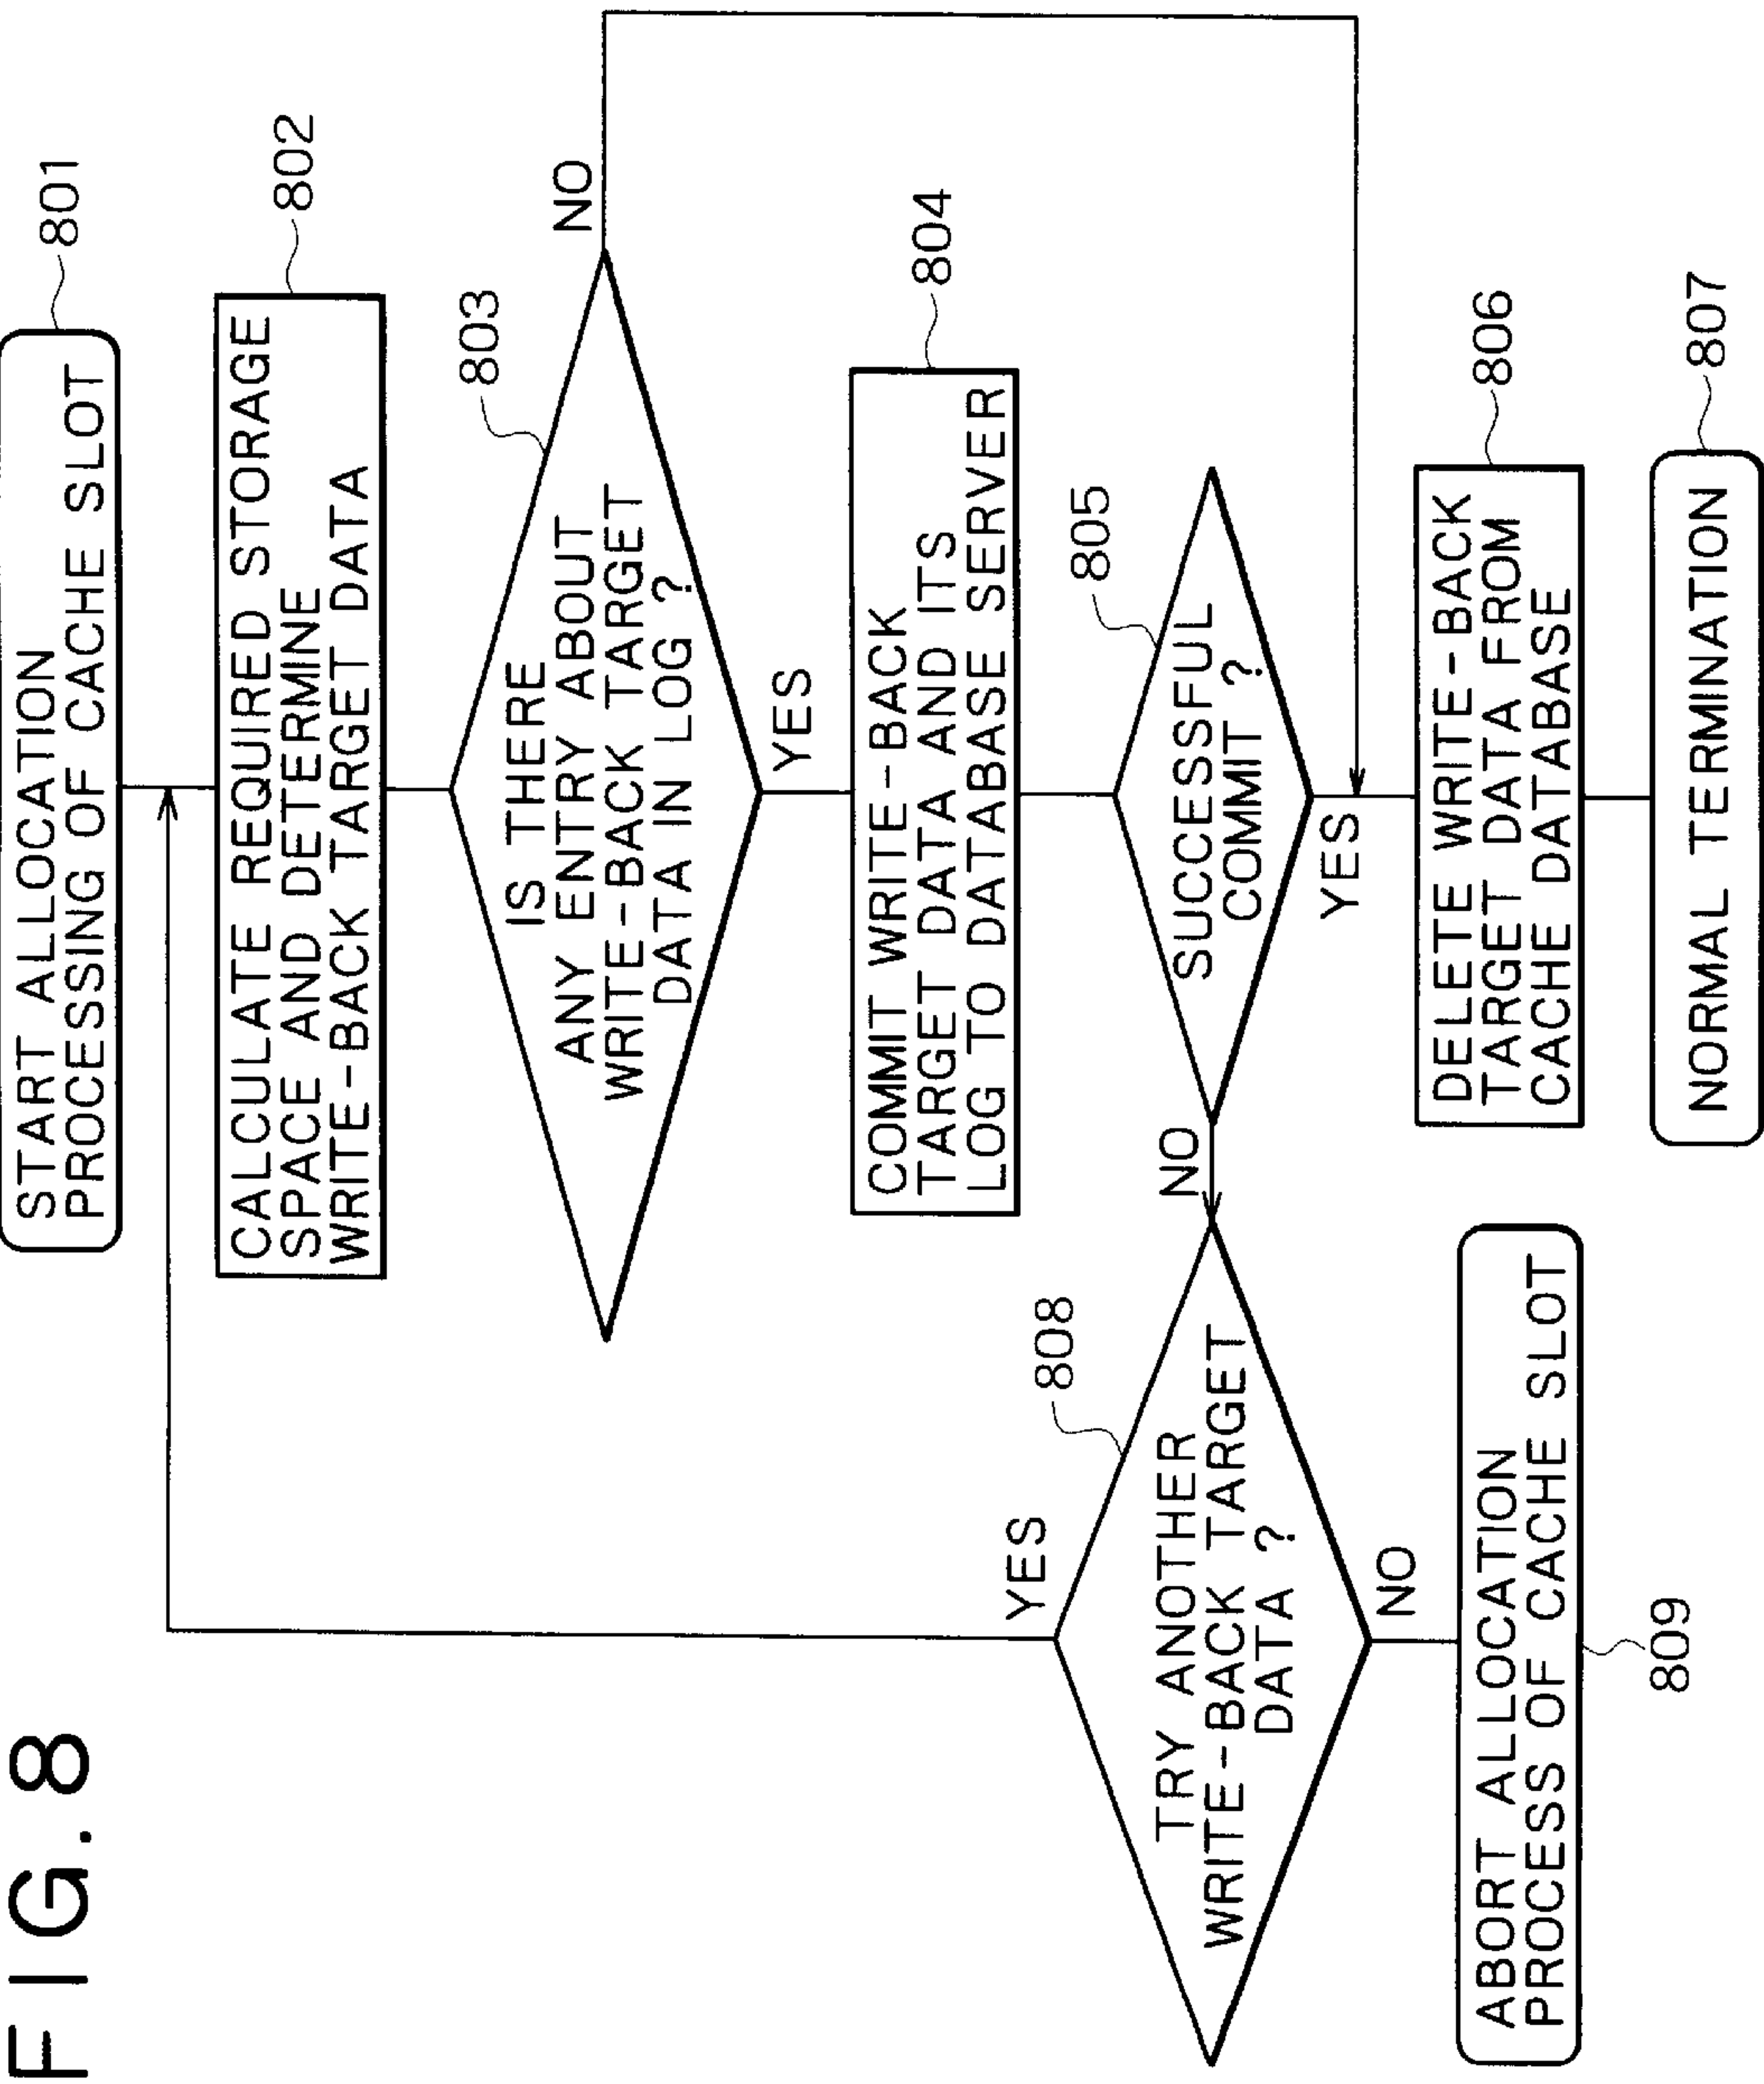 FIG. 8
START ALLOCATION
PROCESSING OF CACHE SLOT
801
CALCULATE REQUIRED STORAGE
SPACE AND DETERMINE
WRITE-BACK TARGET DATA
802
IS THERE
ANY ENTRY ABOUT
WRITE-BACK TARGET
DATA IN LOG ?
803
NO
YES
COMMIT WRITE-BACK
TARGET DATA AND ITS
LOG TO DATABASE SERVER
804
SUCCESSFUL
COMMIT ?
805
NO
YES
DELETE WRITE-BACK
TARGET DATA FROM
CACHE DATABASE
806
NORMAL TERMINATION
807
TRY ANOTHER
WRITE-BACK TARGET
DATA ?
808
YES
NO
ABORT ALLOCATION
PROCESS OF CACHE SLOT
809